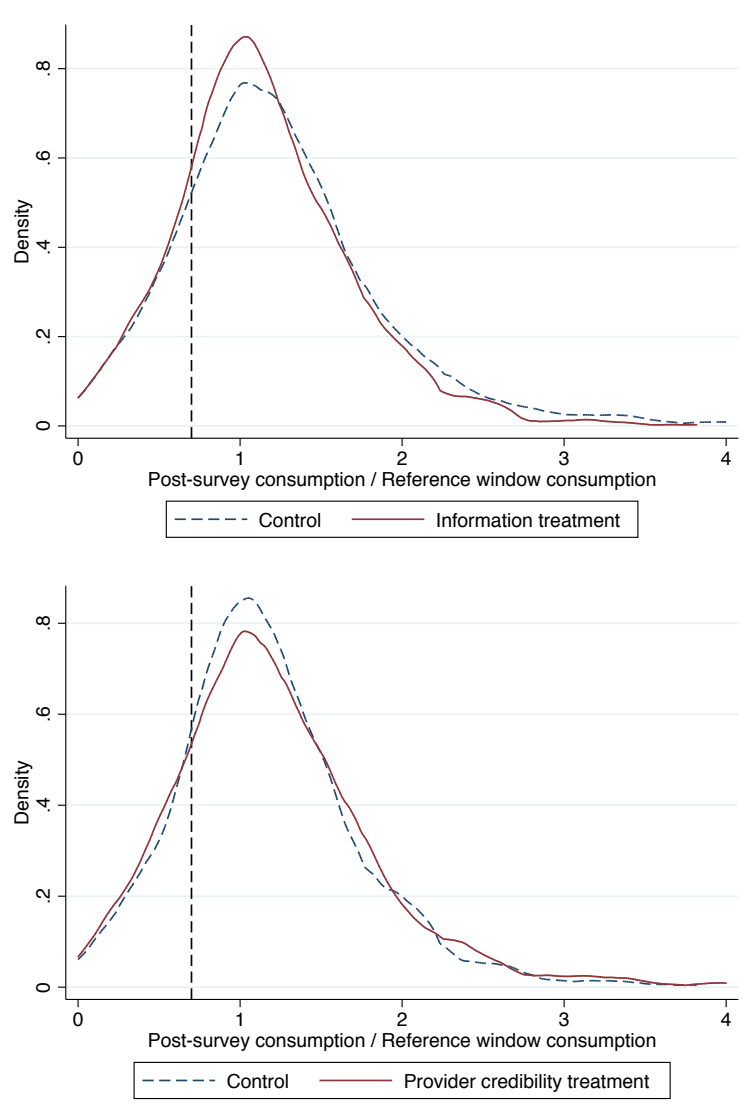 Density
.8
.6
.4
.2
0
0 1 2 3 4
Post-survey consumption / Reference window consumption
Control Information treatment
Density
.8
.6
.4
.2
0
0 1 2 3 4
Post-survey consumption / Reference window consumption
Control Provider credibility treatment